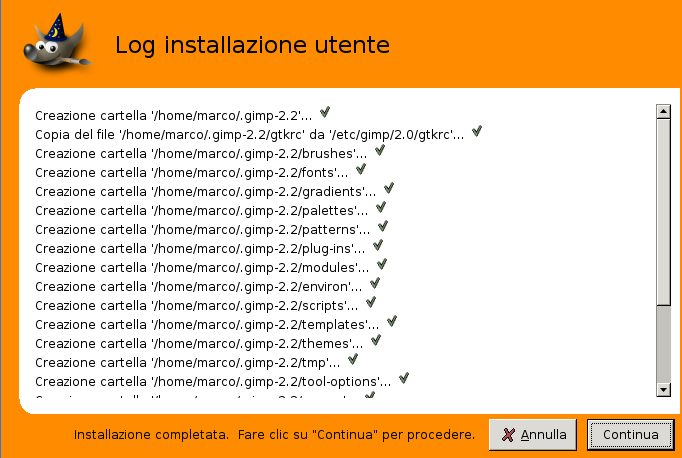 Log installazione utente
Creazione cartella '/home/marco/.gimp-2.2'...
Copia del file '/home/marco/.gimp-2.2/gtkrc' da '/etc/gimp/2.0/gtkrc'...
Creazione cartella '/home/marco/.gimp-2.2/brushes'...
Creazione cartella '/home/marco/.gimp-2.2/fonts'...
Creazione cartella '/home/marco/.gimp-2.2/gradients'...
Creazione cartella '/home/marco/.gimp-2.2/palettes'...
Creazione cartella '/home/marco/.gimp-2.2/patterns'...
Creazione cartella '/home/marco/.gimp-2.2/plug-ins'...
Creazione cartella '/home/marco/.gimp-2.2/modules'...
Creazione cartella '/home/marco/.gimp-2.2/environ'...
Creazione cartella '/home/marco/.gimp-2.2/scripts'...
Creazione cartella '/home/marco/.gimp-2.2/templates'...
Creazione cartella '/home/marco/.gimp-2.2/themes'...
Creazione cartella '/home/marco/.gimp-2.2/tmp'...
Creazione cartella '/home/marco/.gimp-2.2/tool-options'...
Installazione completata. Fare clic su "Continua" per procedere.
Annulla
Continua